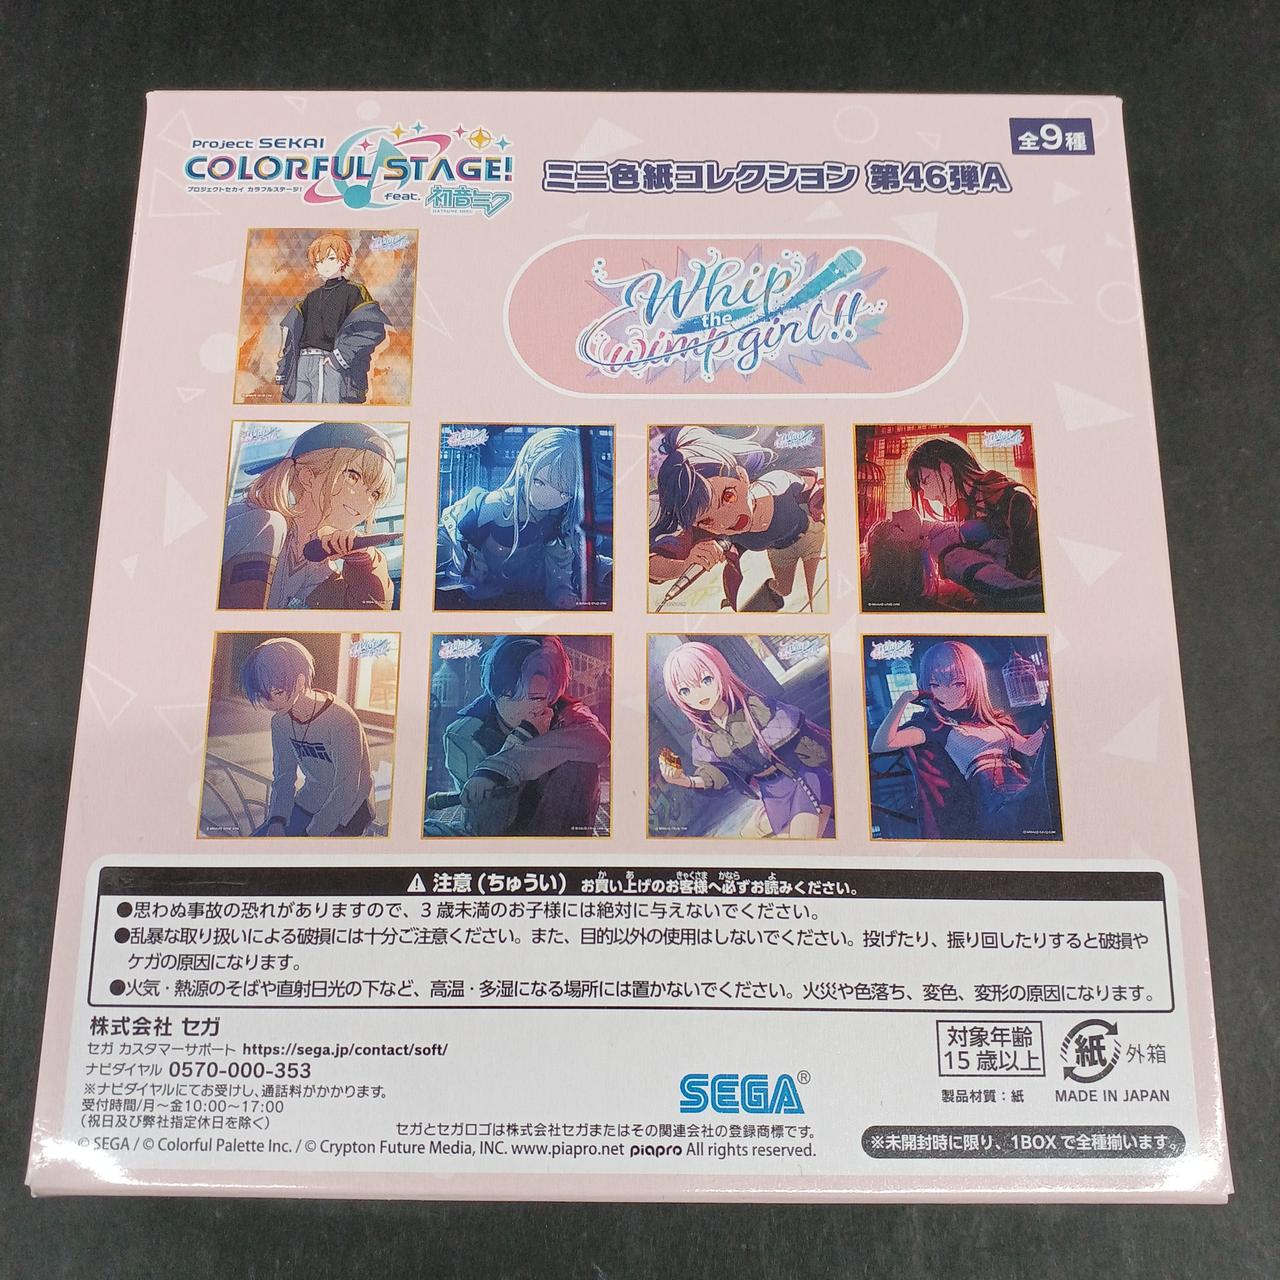 Project SEKAI
COLORFUL STAGE!
プロジェクトセカイ カラフルステージ!
feat. 初音ミク
HATSUNE MIKU
ミニ色紙コレクション 第46弾A
全9種
Whip
the
wimp girl!!
注意(ちゅうい) お買い上げのお客様へ必ずお読みください。
●思わぬ事故の恐れがありますので、3歳未満のお子様には絶対に与えないでください。
●乱暴な取り扱いによる破損には十分ご注意ください。また、目的以外の使用はしないでください。投げたり、振り回したりすると破損や
ケガの原因になります。
●火気・熱源のそばや直射日光の下など、高温・多湿になる場所には置かないでください。火災や色落ち、変色、変形の原因になります。
株式会社 セガ
セガ カスタマーサポート https://sega.jp/contact/soft/
ナビダイヤル 0570-000-353
※ナビダイヤルにてお受けし、通話料がかかります。
受付時間/月～金10:00～17:00
(祝日及び弊社指定休日を除く)
SEGA®
対象年齢
15歳以上
紙 外箱
製品材質:紙
MADE IN JAPAN
セガとセガロゴは株式会社セガまたはその関連会社の登録商標です。
© SEGA / © Colorful Palette Inc. / © Crypton Future Media, INC. www.piapro.net piapro All rights reserved.
※未開封時に限り、1BOXで全種揃います。